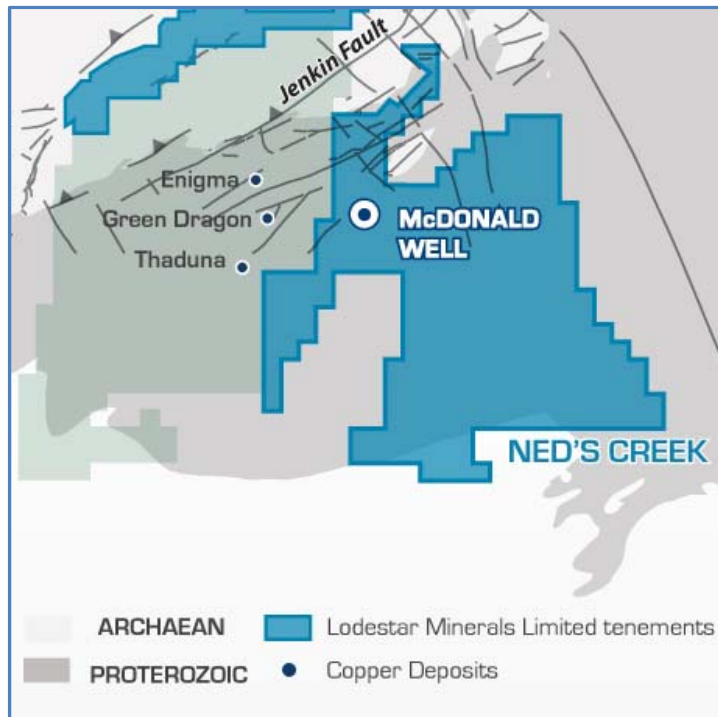 Jenkin Fault
Enigma
Green Dragon
Thaduna
McDONALD
WELL
NED'S CREEK
ARCHAEAN
Lodestar Minerals Limited tenements
PROTEROZOIC
Copper Deposits